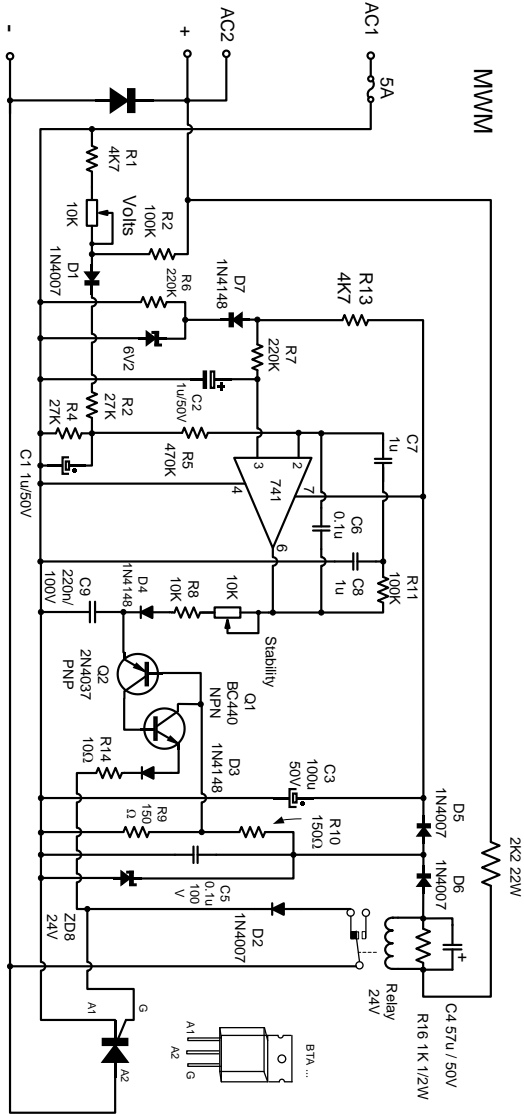 MWM
AC1
5A
AC2
+
-
R1
4K7
10K
Volts
R2
100K
D1
1N4007
R6
220K
6V2
D7
1N4148
R13
4K7
R7
220K
C2
1u/50V
+
R2
27K
R4
27K
C1 1u/50V
R5
470K
3
2
741
4
7
6
C7
1u
C6
0.1u
C8
1u
R11
100K
10K
Stability
R8
10K
D4
1N4148
C9
220n/
100V
Q2
2N4037
PNP
Q1
BC440
NPN
R14
10Ω
D3
1N4148
C3
100u
50V
R9
150
Ω
R10
150Ω
C5
0.1u
100
V
ZD8
24V
D2
1N4007
D5
1N4007
D6
1N4007
2K2 22W
+
C4 57u / 50V
R16 1K 1/2W
Relay
24V
A1
G
A2
BTA ...
A1
A2
G